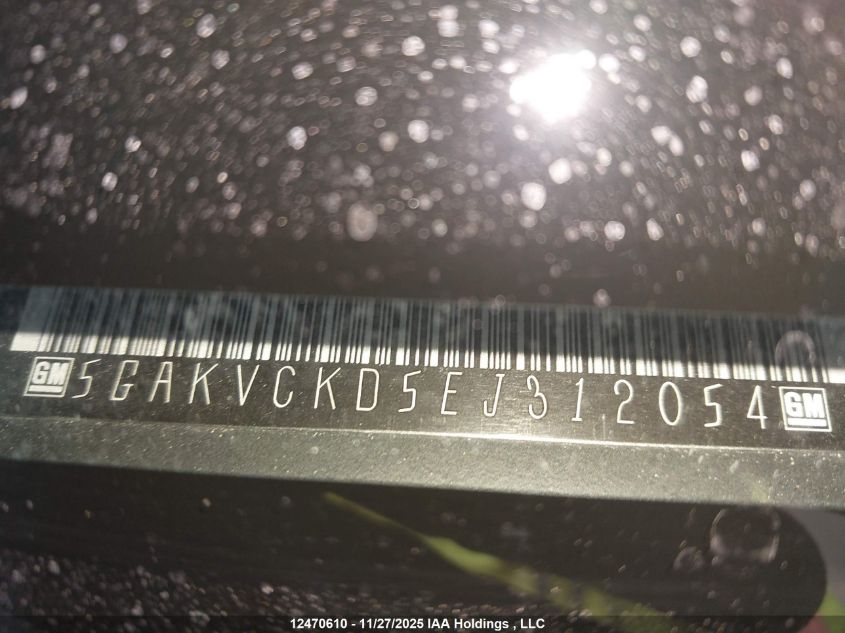 GM 5GAKVCKD5EJ312054 GM
12470610 - 11/27/2025 IAA Holdings , LLC